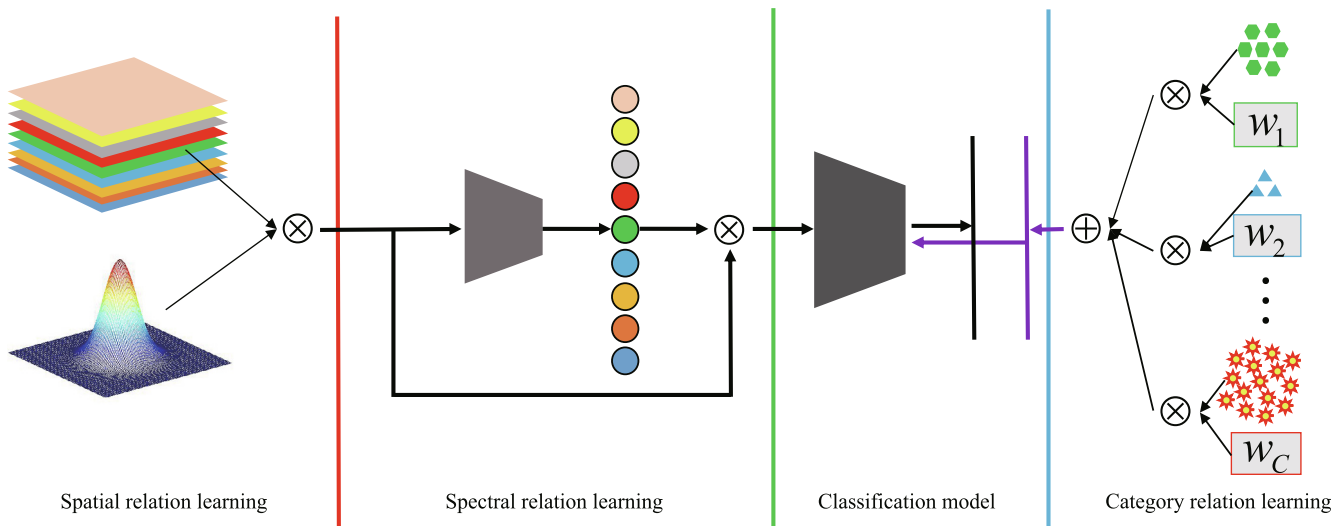 w1
w2
wC
Spatial relation learning
Spectral relation learning
Classification model
Category relation learning